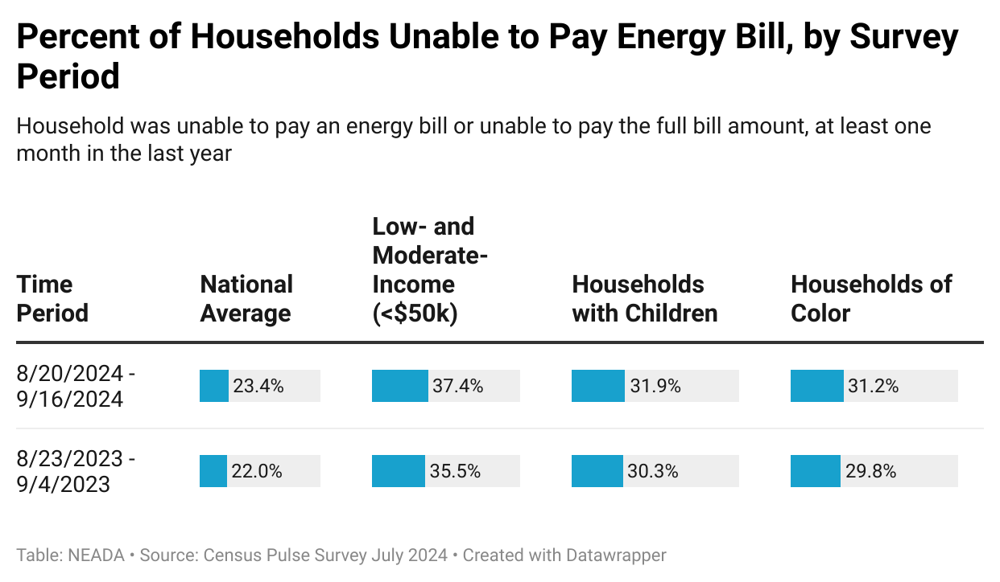 Percent of Households Unable to Pay Energy Bill, by Survey
Period
Household was unable to pay an energy bill or unable to pay the full bill amount, at least one
month in the last year
Time
Period
National
Average
Low- and
Moderate-
Income
(<$50k)
Households
with Children
Households of
Color
8/20/2024 -
9/16/2024
23.4%
37.4%
31.9%
31.2%
8/23/2023 -
9/4/2023
22.0%
35.5%
30.3%
29.8%
Table: NEADA • Source: Census Pulse Survey July 2024 • Created with Datawrapper